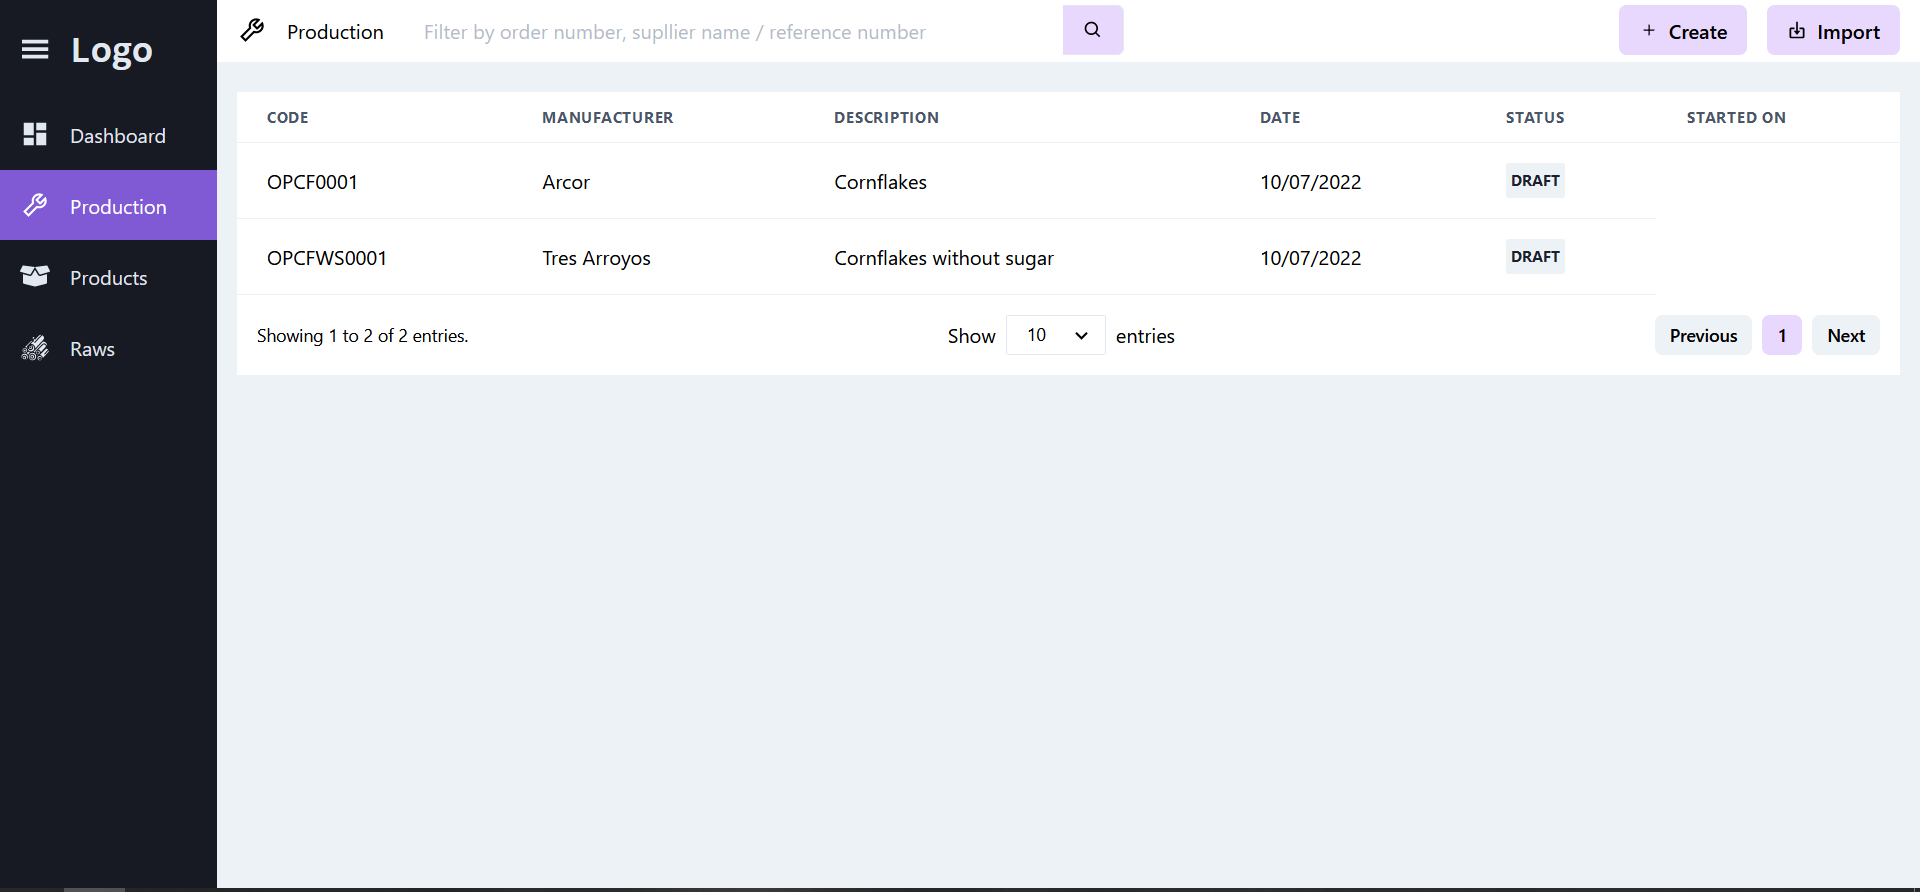 Logo
Dashboard
Production
Products
Raws
Production Filter by order number, supllier name / reference number
+ Create Import
CODE MANUFACTURER DESCRIPTION DATE STATUS STARTED ON
OPCF0001 Arcor Cornflakes 10/07/2022 DRAFT
OPCFWS0001 Tres Arroyos Cornflakes without sugar 10/07/2022 DRAFT
Showing 1 to 2 of 2 entries. Show 10 entries Previous 1 Next